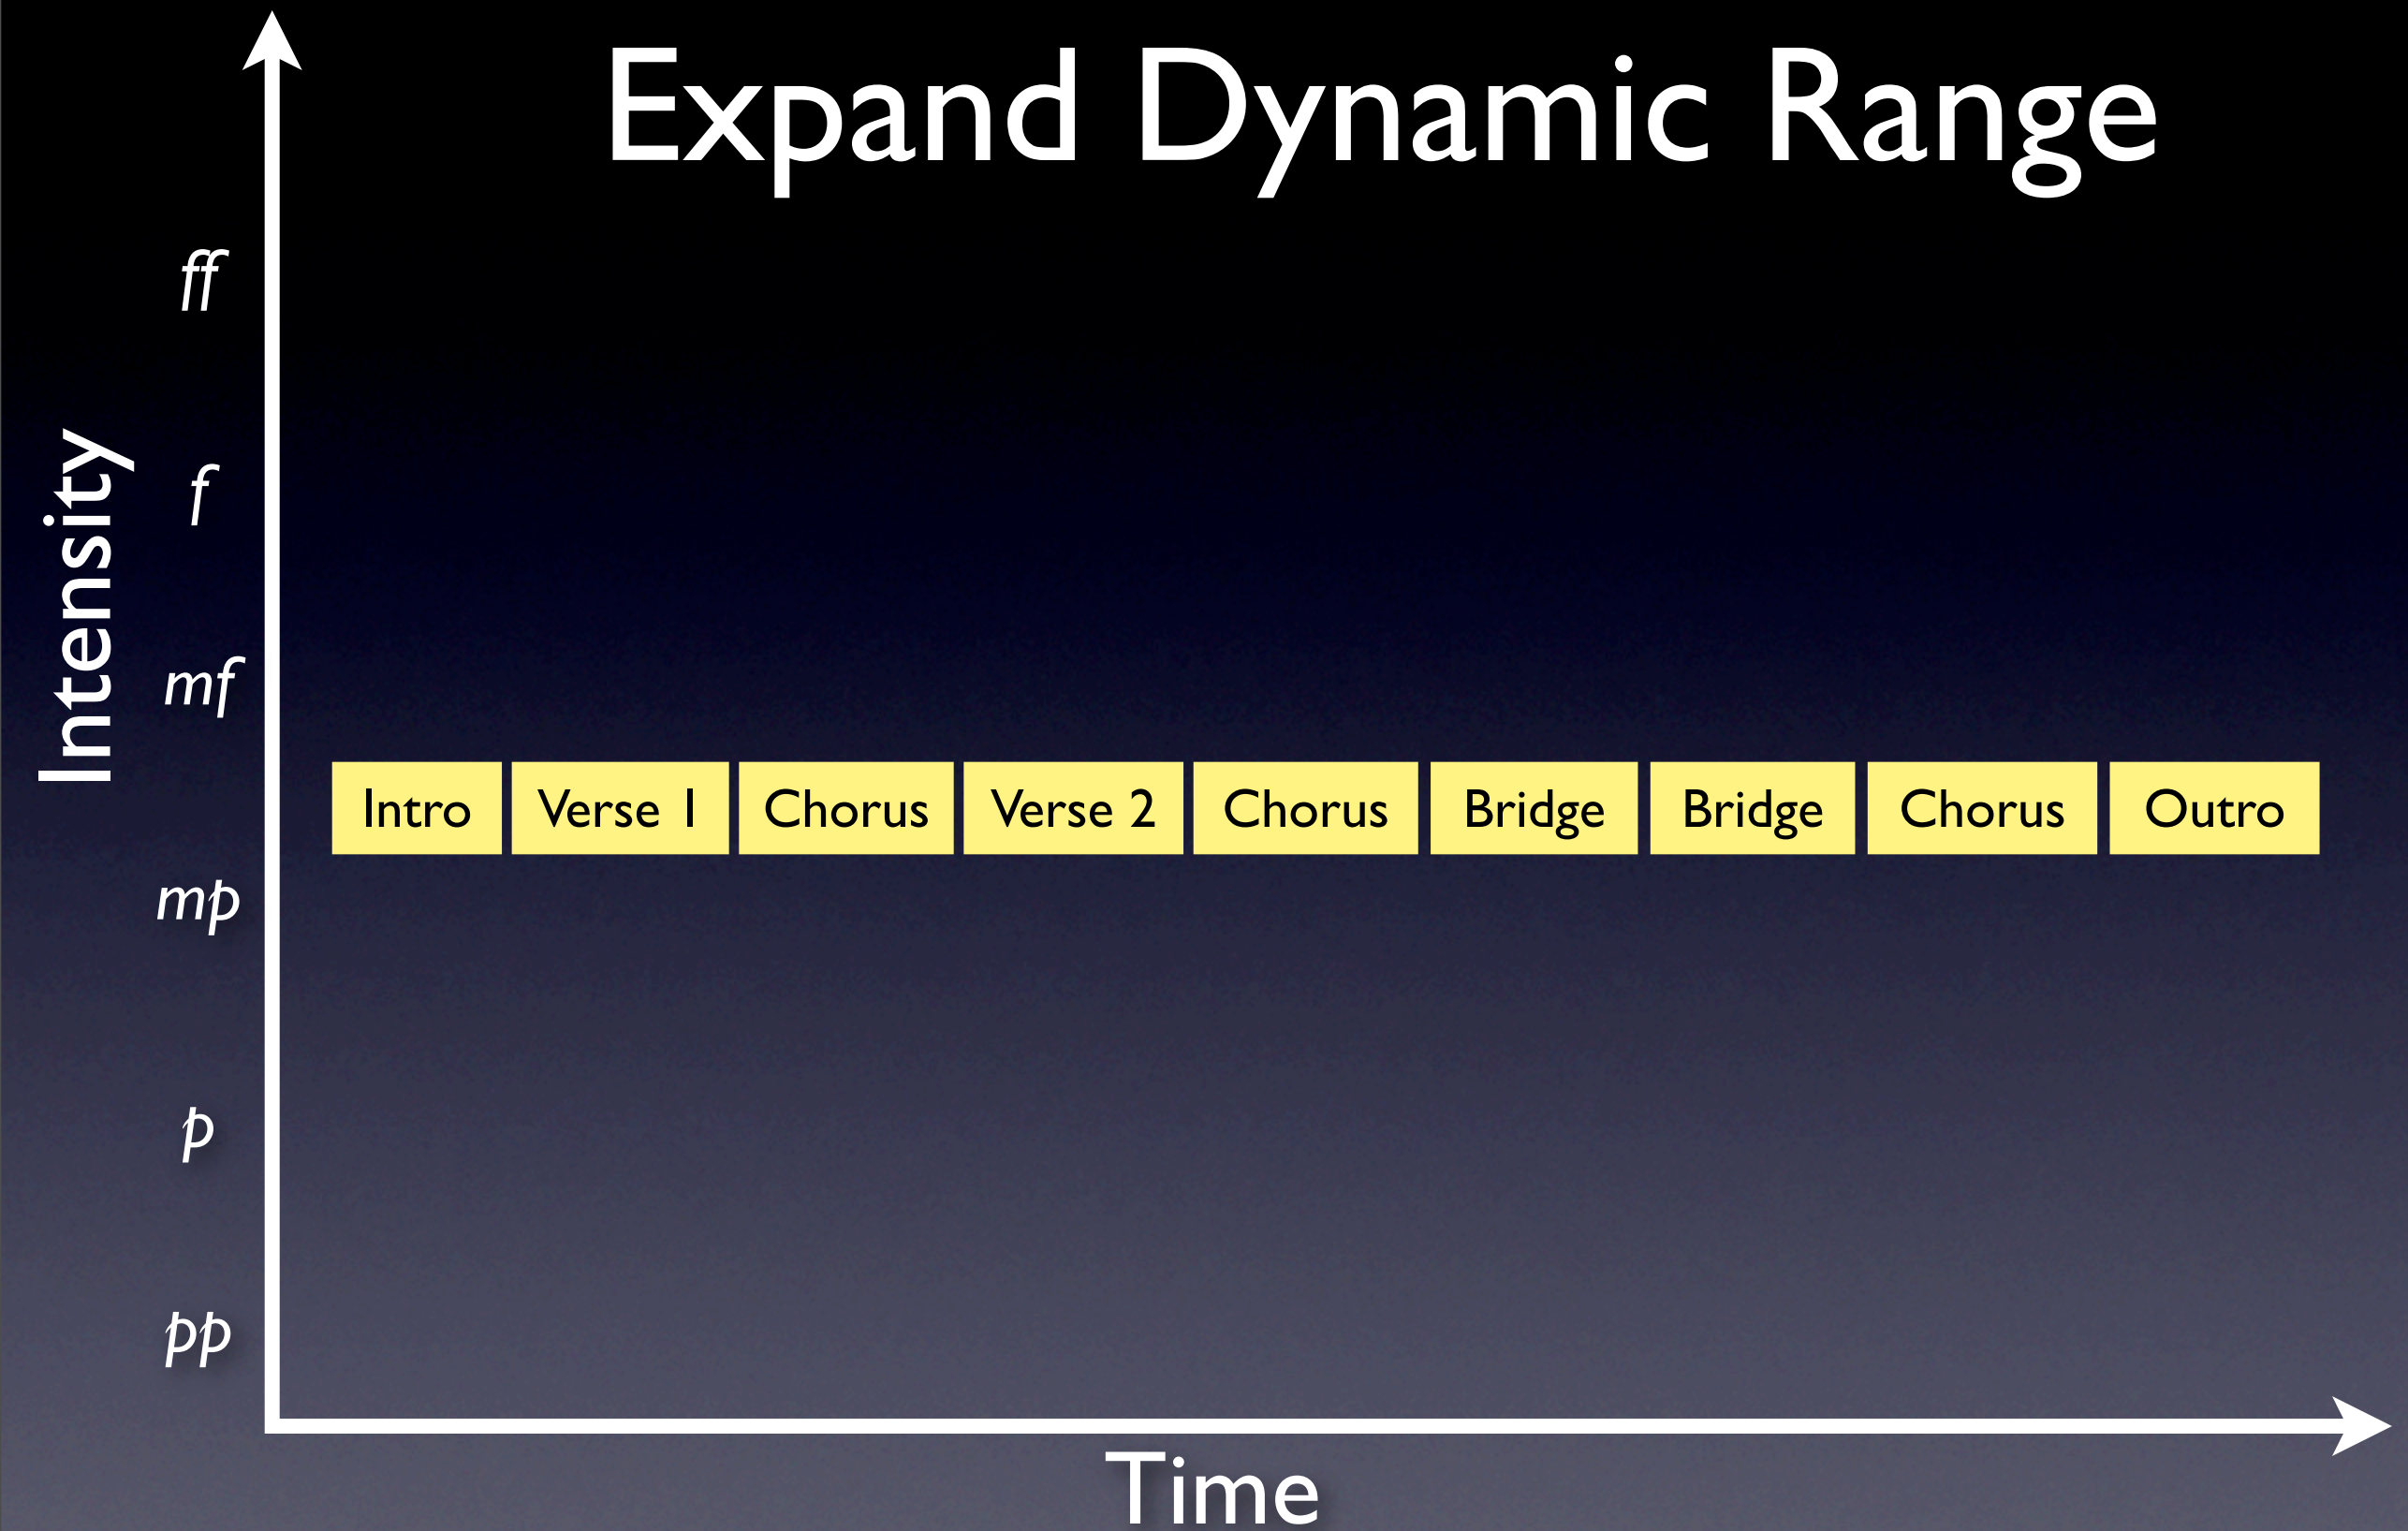 Expand Dynamic Range
ff
f
Intensity
mf
Intro Verse 1 Chorus Verse 2 Chorus Bridge Bridge Chorus Outro
mp
p
pp
Time